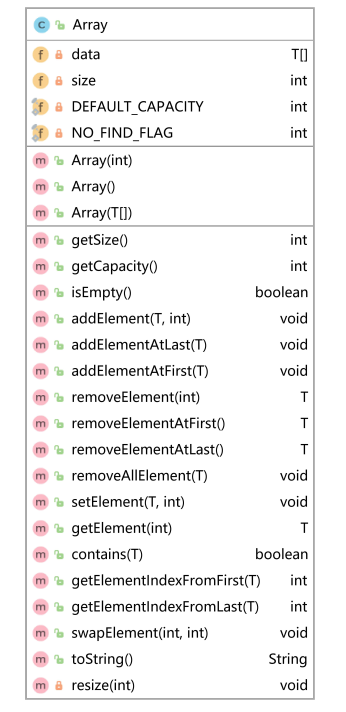 Array
data T[]
size int
DEFAULT_CAPACITY int
NO_FIND_FLAG int
Array(int)
Array()
Array(T[])
getSize() int
getCapacity() int
isEmpty() boolean
addElement(T, int) void
addElementAtLast(T) void
addElementAtFirst(T) void
removeElement(int) T
removeElementAtFirst() T
removeElementAtLast() T
removeAllElement(T) void
setElement(T, int) void
getElement(int) T
contains(T) boolean
getElementIndexFromFirst(T) int
getElementIndexFromLast(T) int
swapElement(int, int) void
toString() String
resize(int) void